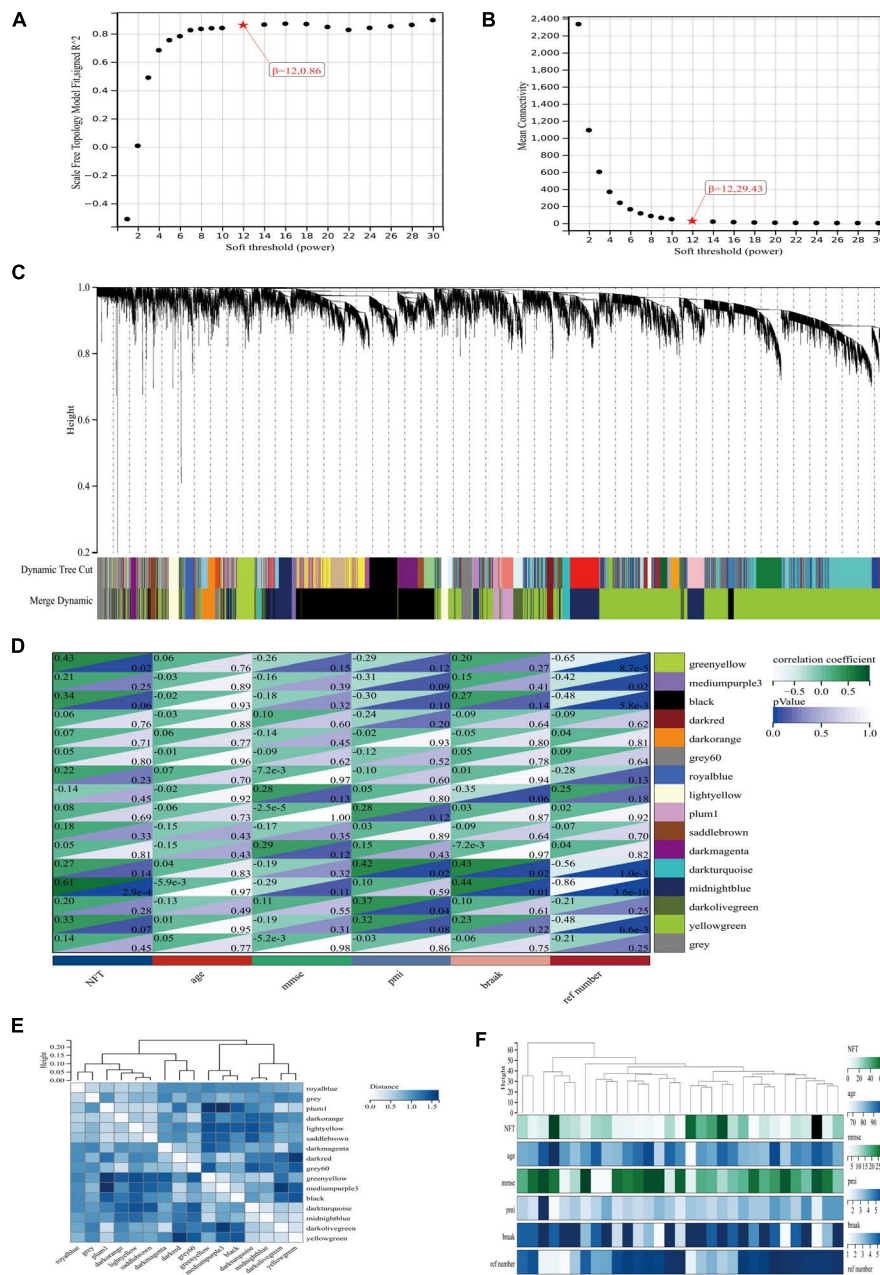 A
Scale Free Topology Model Fit,signed R^2
0.8
0.6
0.4
0.2
0.0
−0.2
−0.4
β=12,0.86
2 4 6 8 10 12 14 16 18 20 22 24 26 28 30
Soft threshold (power)
B
Mean Connectivity
2,400
2,200
2,000
1,800
1,600
1,400
1,200
1,000
800
600
400
200
0
β=12,29.43
2 4 6 8 10 12 14 16 18 20 22 24 26 28 30
Soft threshold (power)
C
Height
1.0
0.8
0.6
0.4
0.2
Dynamic Tree Cut
Merge Dynamic
D
0.43 0.06 -0.26 -0.29 0.20 -0.65
0.02 0.76 0.15 0.12 0.27 8.7e-5
0.21 -0.03 -0.16 -0.31 0.15 -0.42
0.25 0.89 0.39 0.09 0.41 0.02
0.34 -0.02 -0.18 -0.30 0.27 -0.48
0.06 0.93 0.32 0.10 0.14 5.8e-3
0.06 -0.03 0.10 -0.24 -0.09 -0.09
0.76 0.88 0.60 0.20 0.64 0.62
0.07 0.06 -0.14 -0.02 -0.05 0.04
0.71 0.77 0.45 0.93 0.80 0.81
0.05 -0.01 -0.09 -0.12 0.05 0.09
0.80 0.96 0.62 0.52 0.78 0.64
0.22 0.07 -7.2e-3 -0.10 0.01 -0.28
0.23 0.70 0.97 0.60 0.94 0.13
-0.14 -0.02 0.28 0.05 -0.35 0.25
0.45 0.92 0.13 0.80 0.06 0.18
0.08 -0.06 -2.5e-5 0.28 0.03 0.02
0.69 0.73 1.00 0.12 0.87 0.92
0.18 -0.15 -0.17 0.03 -0.09 -0.07
0.33 0.43 0.35 0.89 0.64 0.70
0.05 -0.15 0.29 0.15 -7.2e-3 0.04
0.81 0.43 0.12 0.43 0.97 0.82
0.27 0.04 -0.19 0.42 0.43 -0.56
0.14 0.83 0.32 0.02 0.02 1.0e-3
0.61 -5.9e-3 -0.29 0.10 0.44 -0.86
2.9e-4 0.97 0.11 0.59 0.01 3.6e-10
0.20 -0.13 0.11 0.37 0.10 -0.21
0.28 0.49 0.55 0.04 0.61 0.25
0.33 0.01 -0.19 0.32 0.23 -0.48
0.07 0.95 0.31 0.08 0.22 6.6e-3
0.14 0.05 -5.2e-3 -0.03 -0.06 -0.21
0.45 0.77 0.98 0.86 0.75 0.25
NFT age mmse pmi braak ref number
greenyellow
mediumpurple3
black
darkred
darkorange
grey60
royalblue
lightyellow
plum1
saddlebrown
darkmagenta
darkturquoise
midnightblue
darkolivegreen
yellowgreen
grey
correlation coefficient
−0.5 0.0 0.5
pValue
0.0 0.5 1.0
E
Height
0.20
0.15
0.10
0.05
0.00
Distance
0.0 0.5 1.0 1.5
royalblue
grey
plum1
darkorange
lightyellow
saddlebrown
darkmagenta
darkred
grey60
greenyellow
mediumpurple3
black
darkturquoise
midnightblue
darkolivegreen
yellowgreen
royalblue grey plum1 darkorange lightyellow saddlebrown darkmagenta darkred grey60 greenyellow mediumpurple3 black darkturquoise midnightblue darkolivegreen yellowgreen
F
Height
60
50
40
30
20
10
0
NFT
age
mmse
pmi
braak
ref number
NFT
0 20 40
age
70 80 90
mmse
5 10 15 20 25
pmi
2 3 4 5
braak
1 2 3 4 5
ref number